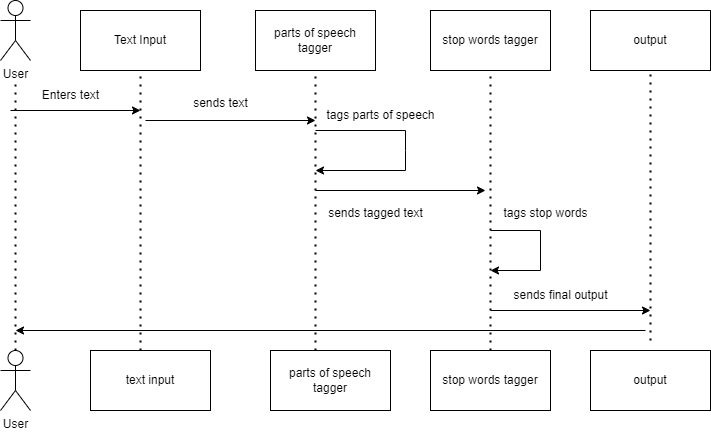 Text Input
parts of speech
tagger
stop words tagger
output
User
Enters text
sends text
tags parts of speech
sends tagged text
tags stop words
sends final output
text input
parts of speech
tagger
stop words tagger
output
User